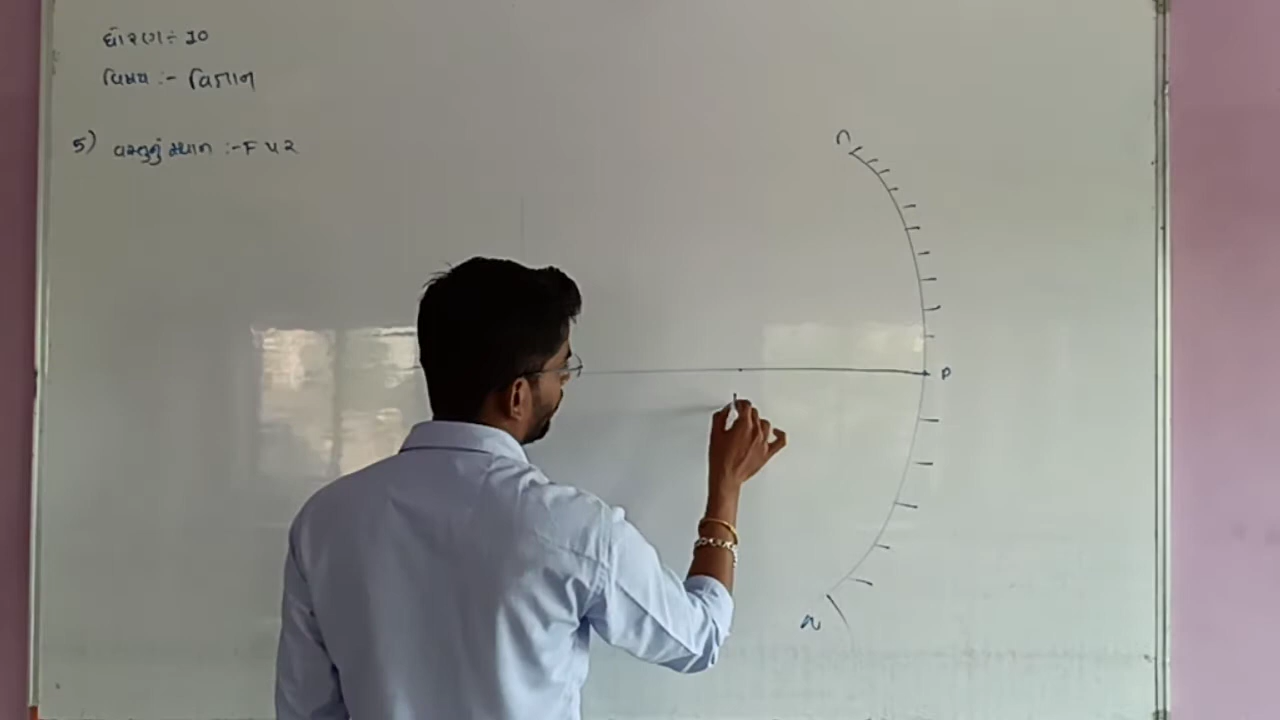 ધોરણ ÷ 10
વિષય :- વિજ્ઞાન
5) વસ્તુનું સ્થાન :- F પર
P